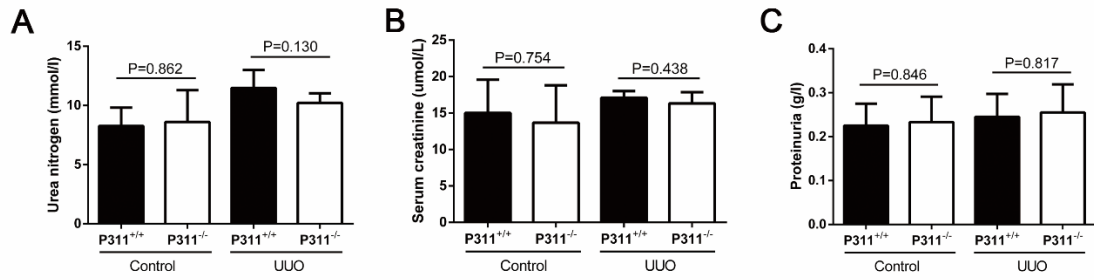 A
Urea nitrogen (mmol/l)
15
10
5
0
P=0.862
P=0.130
P311+/+
P311-/-
P311+/+
P311-/-
Control
UUO
B
Serum creatinine (umol/L)
25
20
15
10
5
0
P=0.754
P=0.438
P311+/+
P311-/-
P311+/+
P311-/-
Control
UUO
C
Proteinuria (g/l)
0.4
0.3
0.2
0.1
0.0
P=0.846
P=0.817
P311+/+
P311-/-
P311+/+
P311-/-
Control
UUO